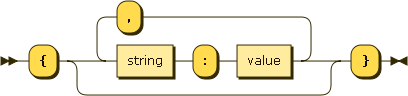 ,
{ string : value }